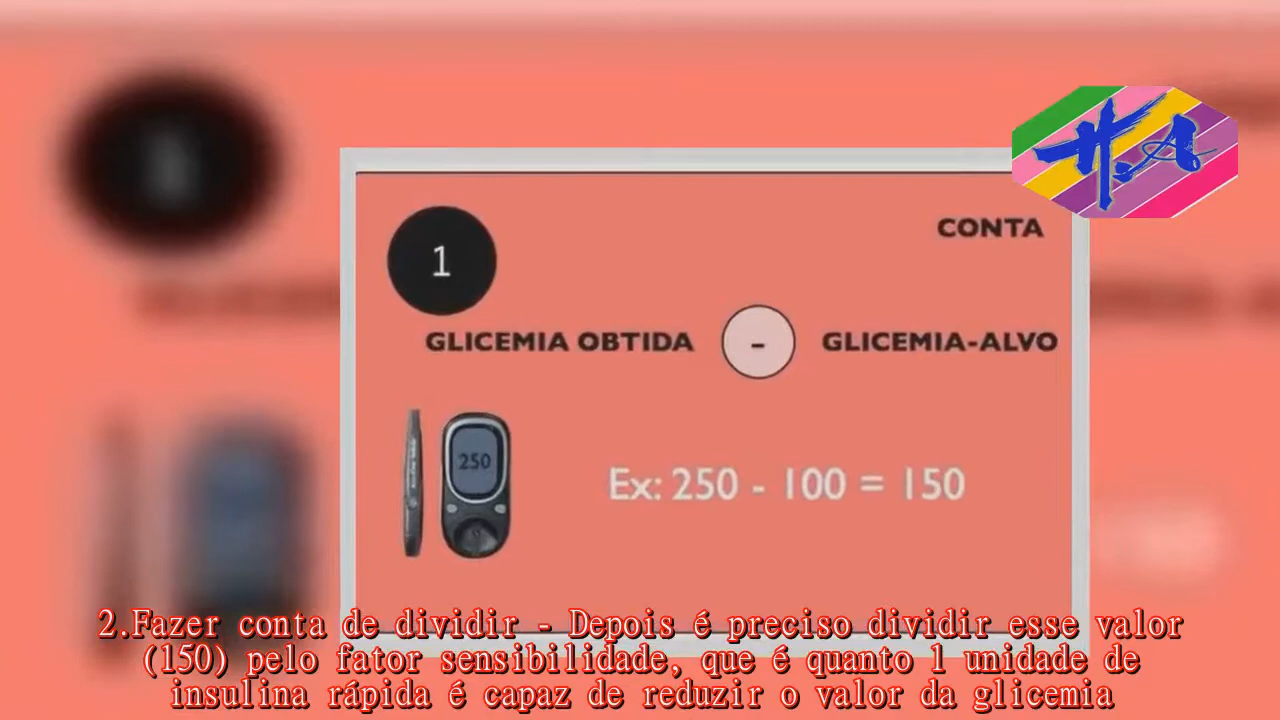 H.A
CONTA
1
GLICEMIA OBTIDA - GLICEMIA-ALVO
250
Ex: 250 - 100 = 150
2.Fazer conta de dividir - Depois é preciso dividir esse valor
(150) pelo fator sensibilidade, que é quanto 1 unidade de
insulina rápida é capaz de reduzir o valor da glicemia